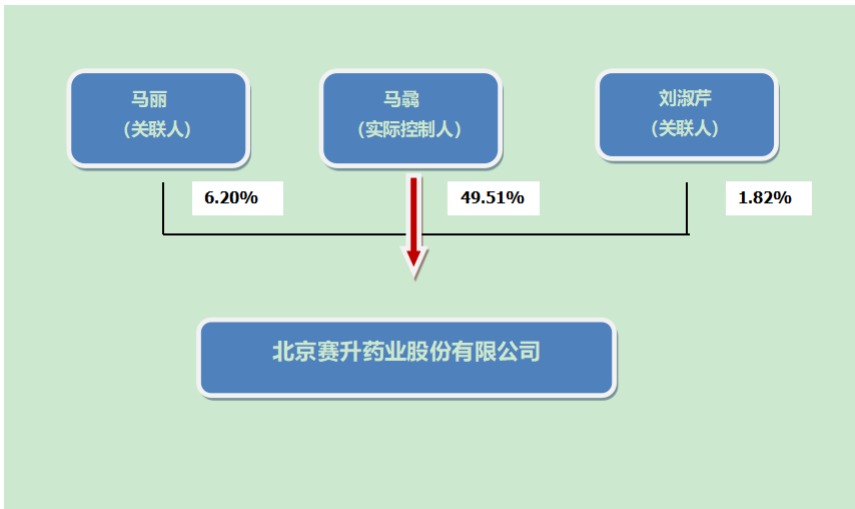 马丽
（关联人）
马骉
（实际控制人）
刘淑芹
（关联人）
6.20%
49.51%
1.82%
北京赛升药业股份有限公司